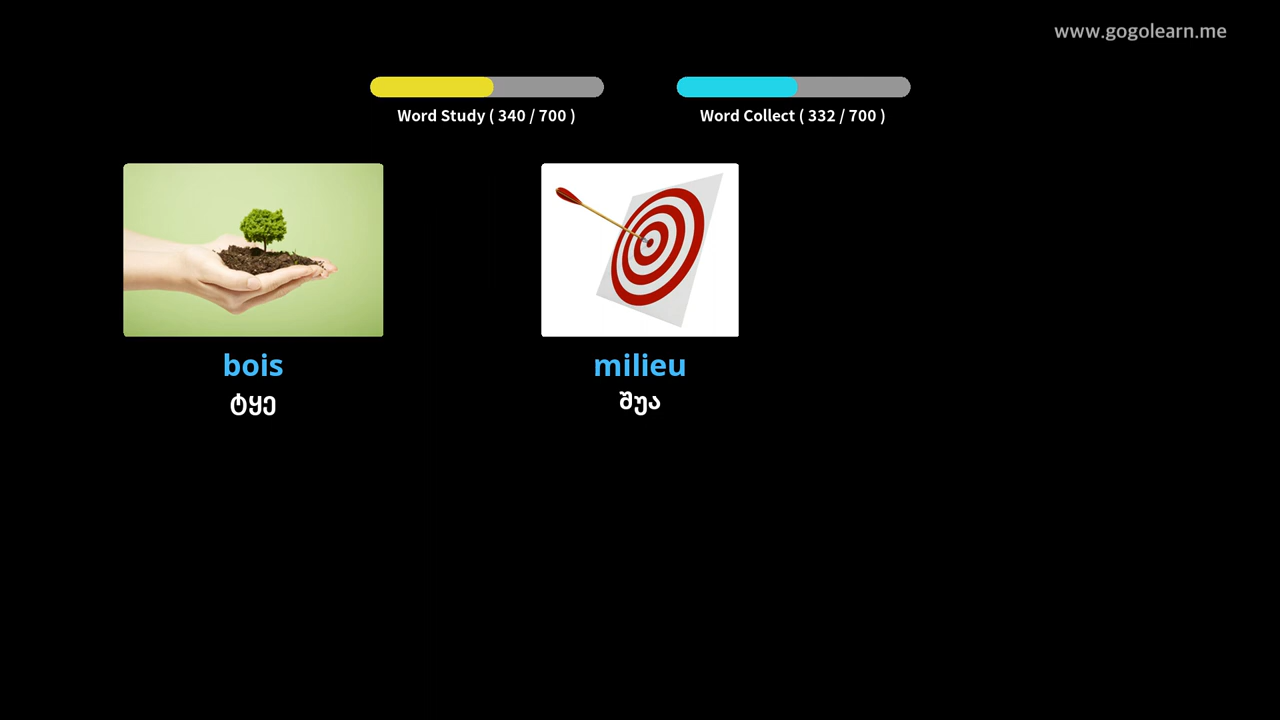 www.gogolearn.me
Word Study ( 340 / 700 )
Word Collect ( 332 / 700 )
bois
ტყე
milieu
შუა